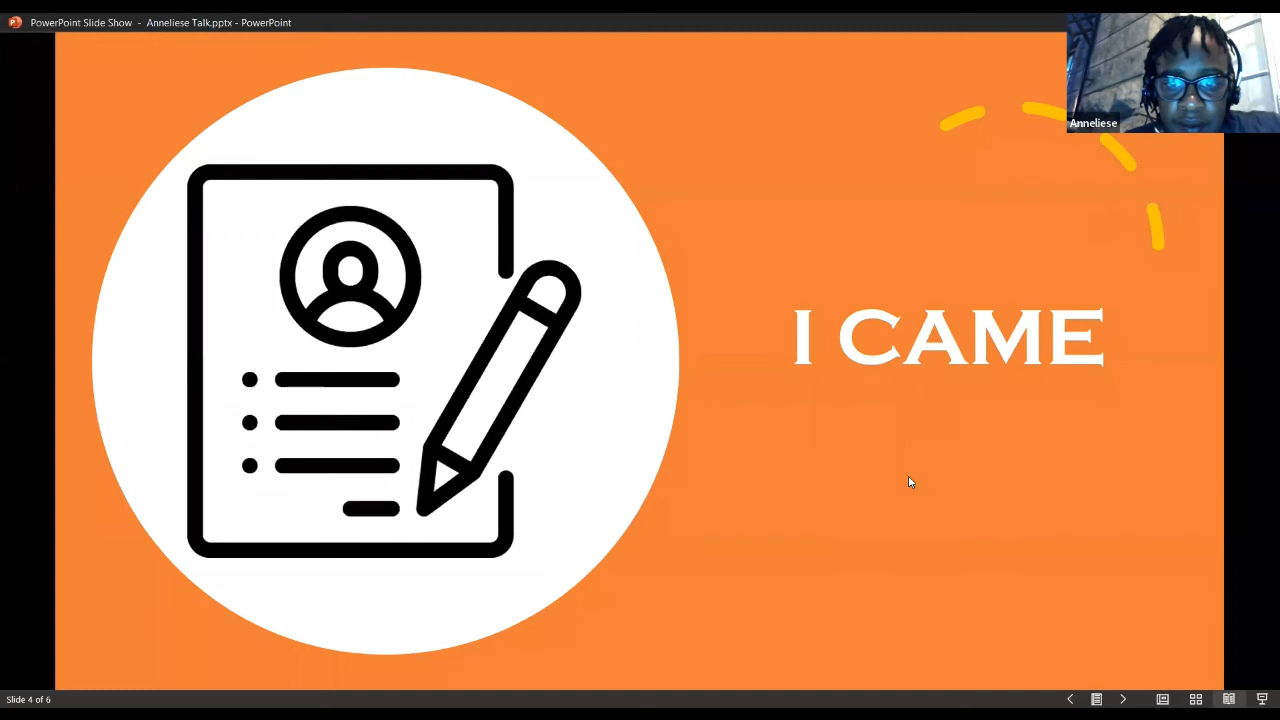 PowerPoint Slide Show - Anneliese Talk.pptx - PowerPoint
Anneliese
I CAME
Slide 4 of 6